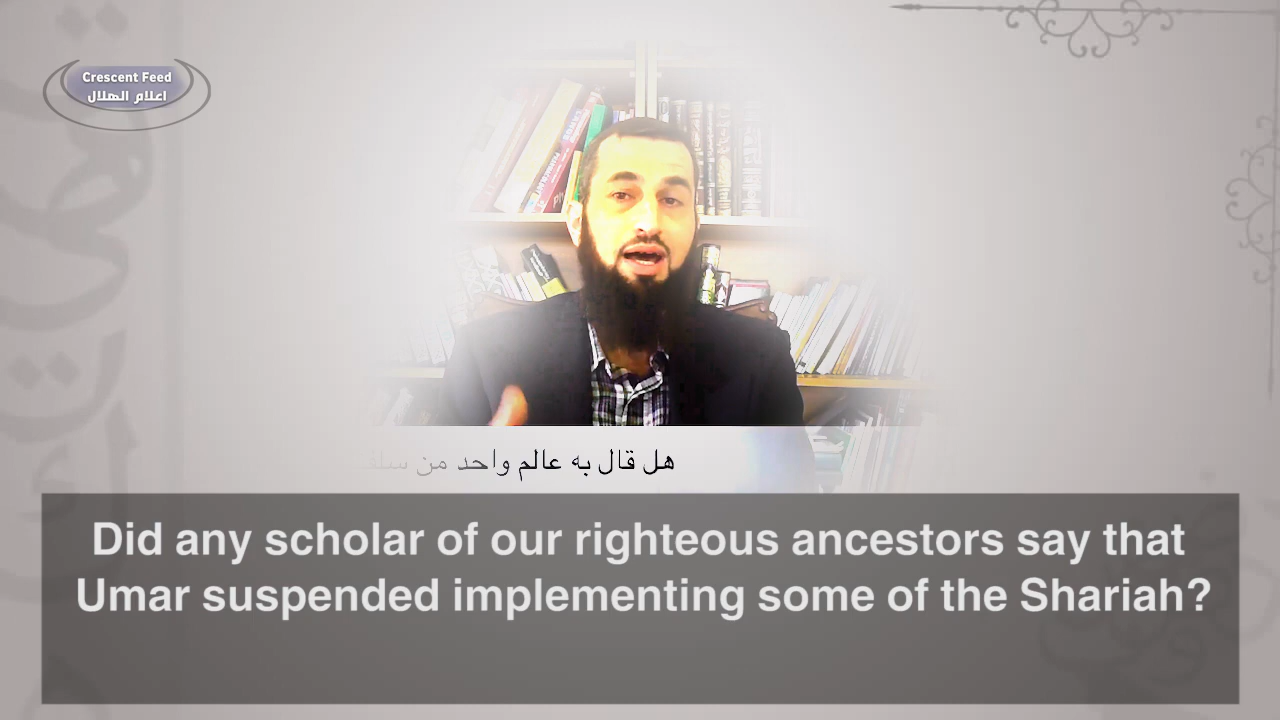 Crescent Feed
اعلام الهلال
هل قال به عالم واحد من
Did any scholar of our righteous ancestors say that
Umar suspended implementing some of the Shariah?